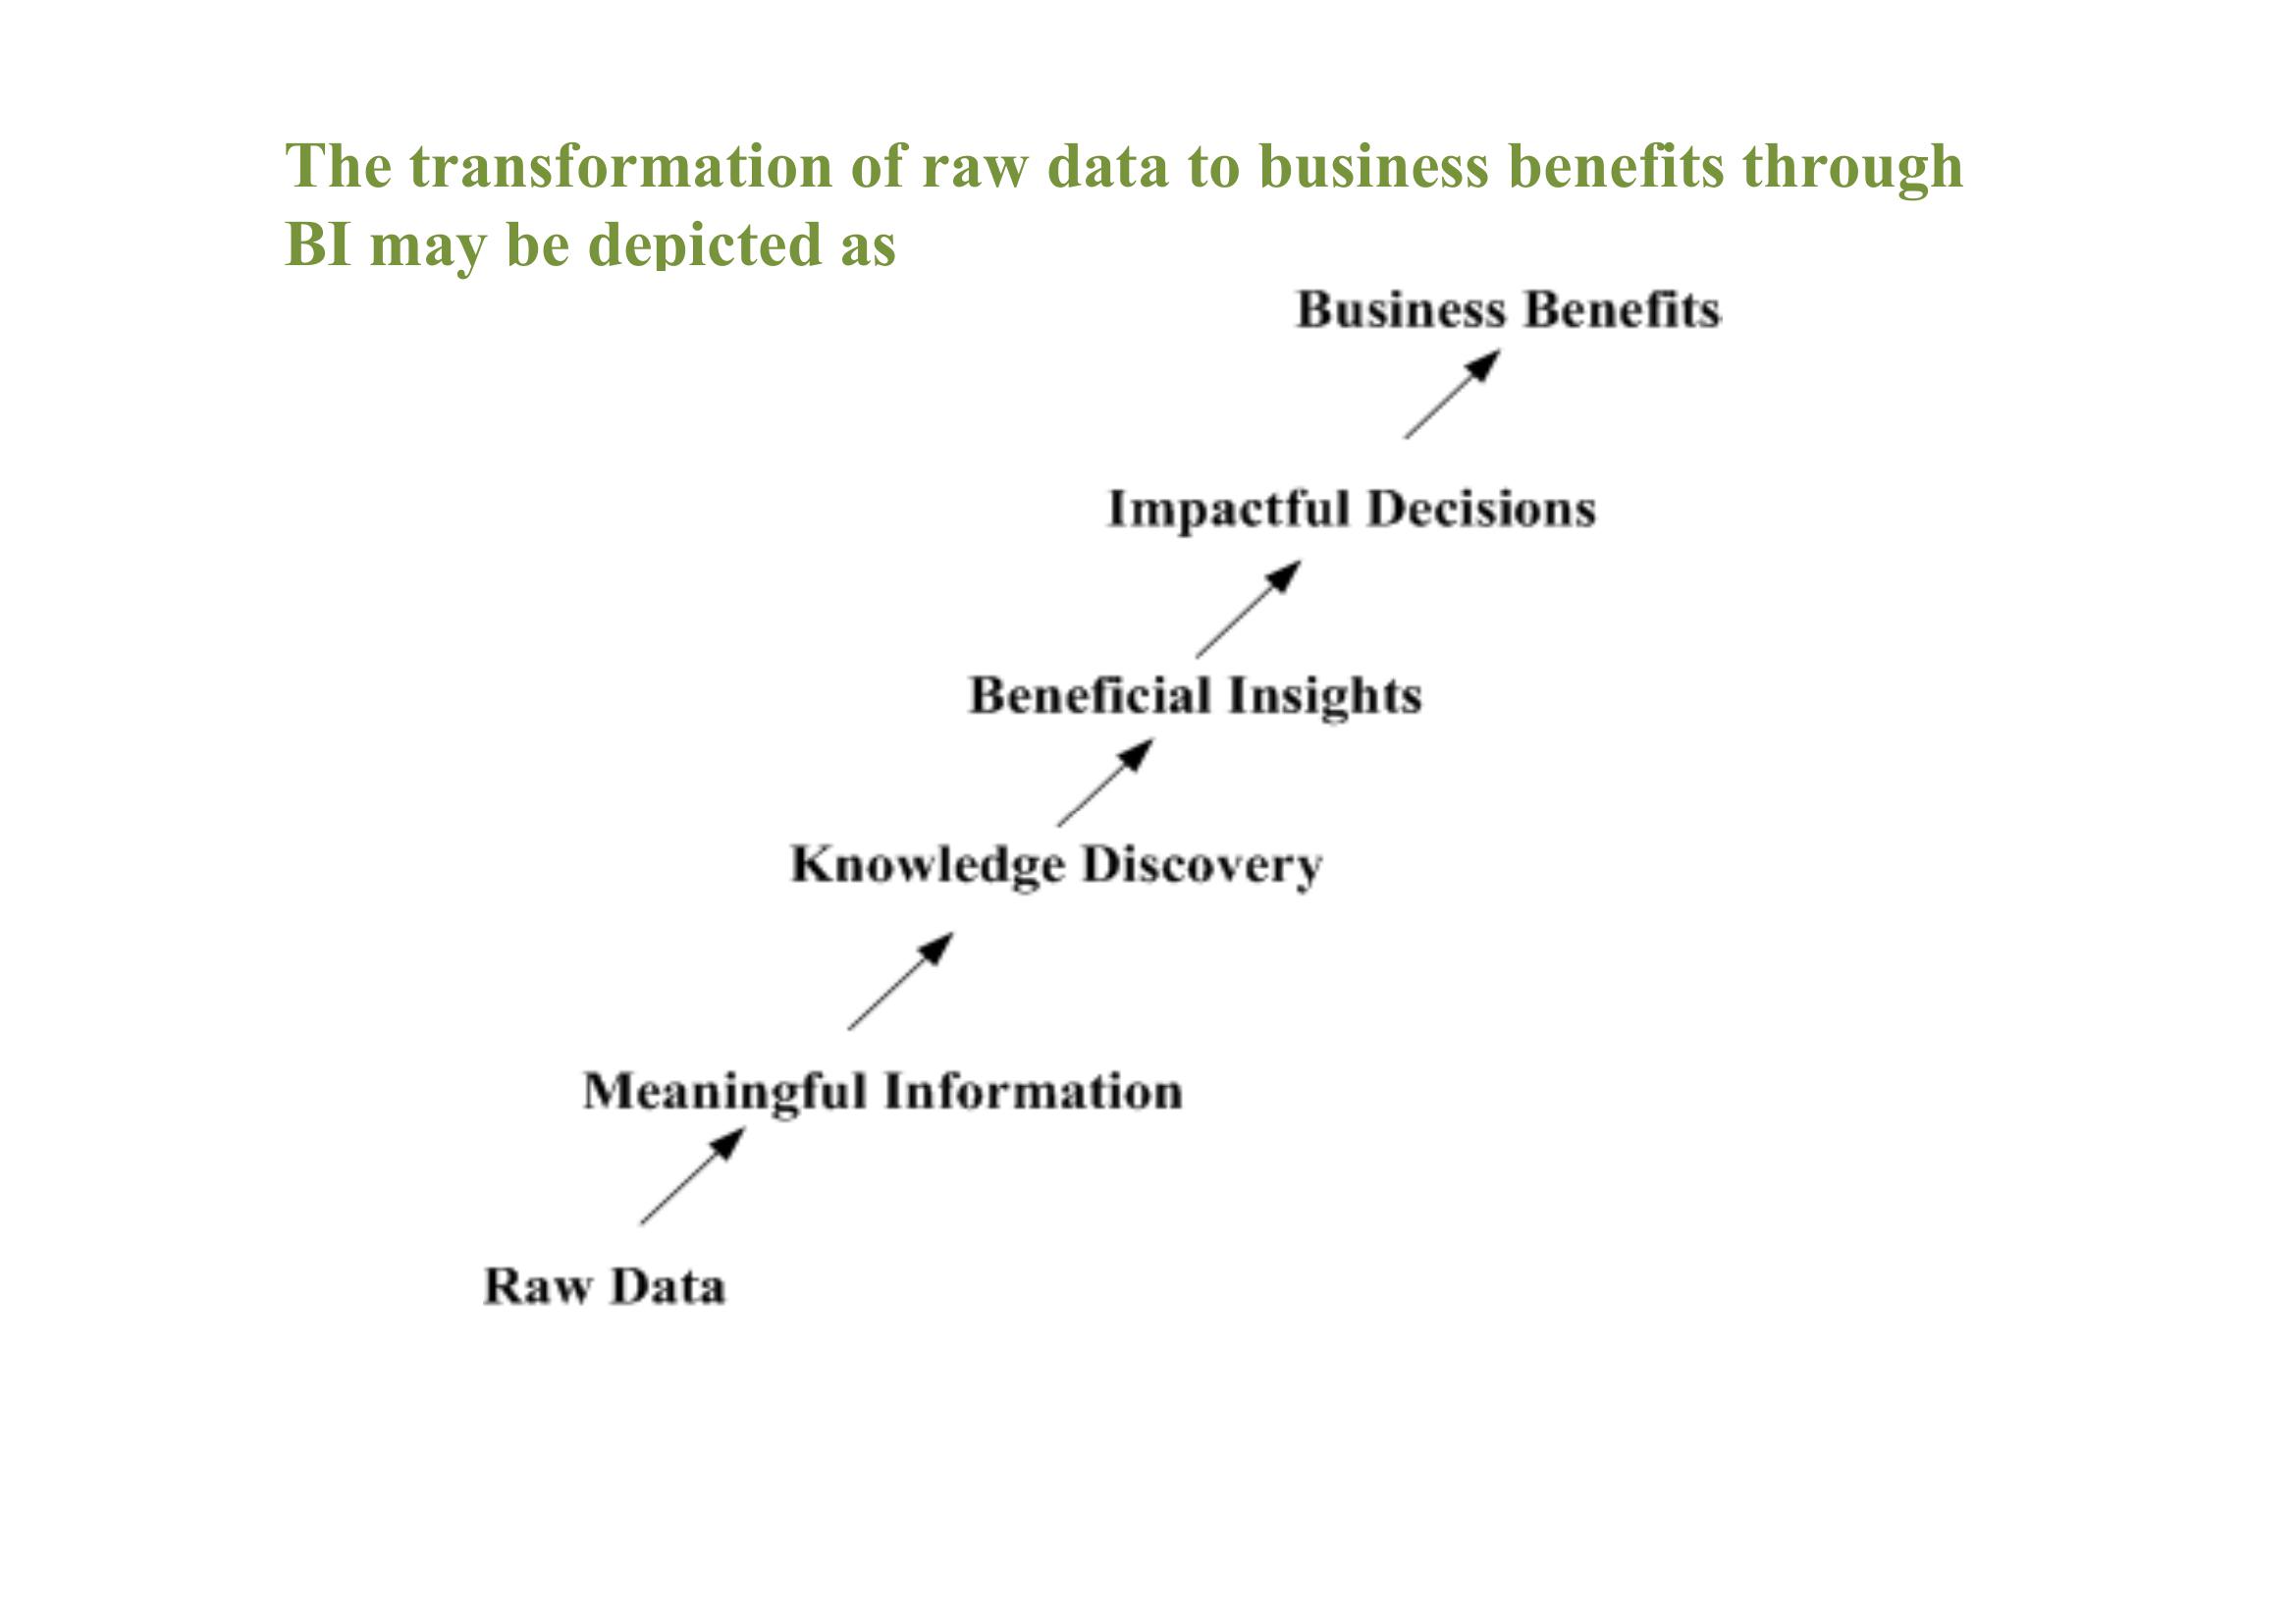 The transformation of raw data to business benefits through
BI may be depicted as
Business Benefits
Impactful Decisions
Beneficial Insights
Knowledge Discovery
Meaningful Information
Raw Data